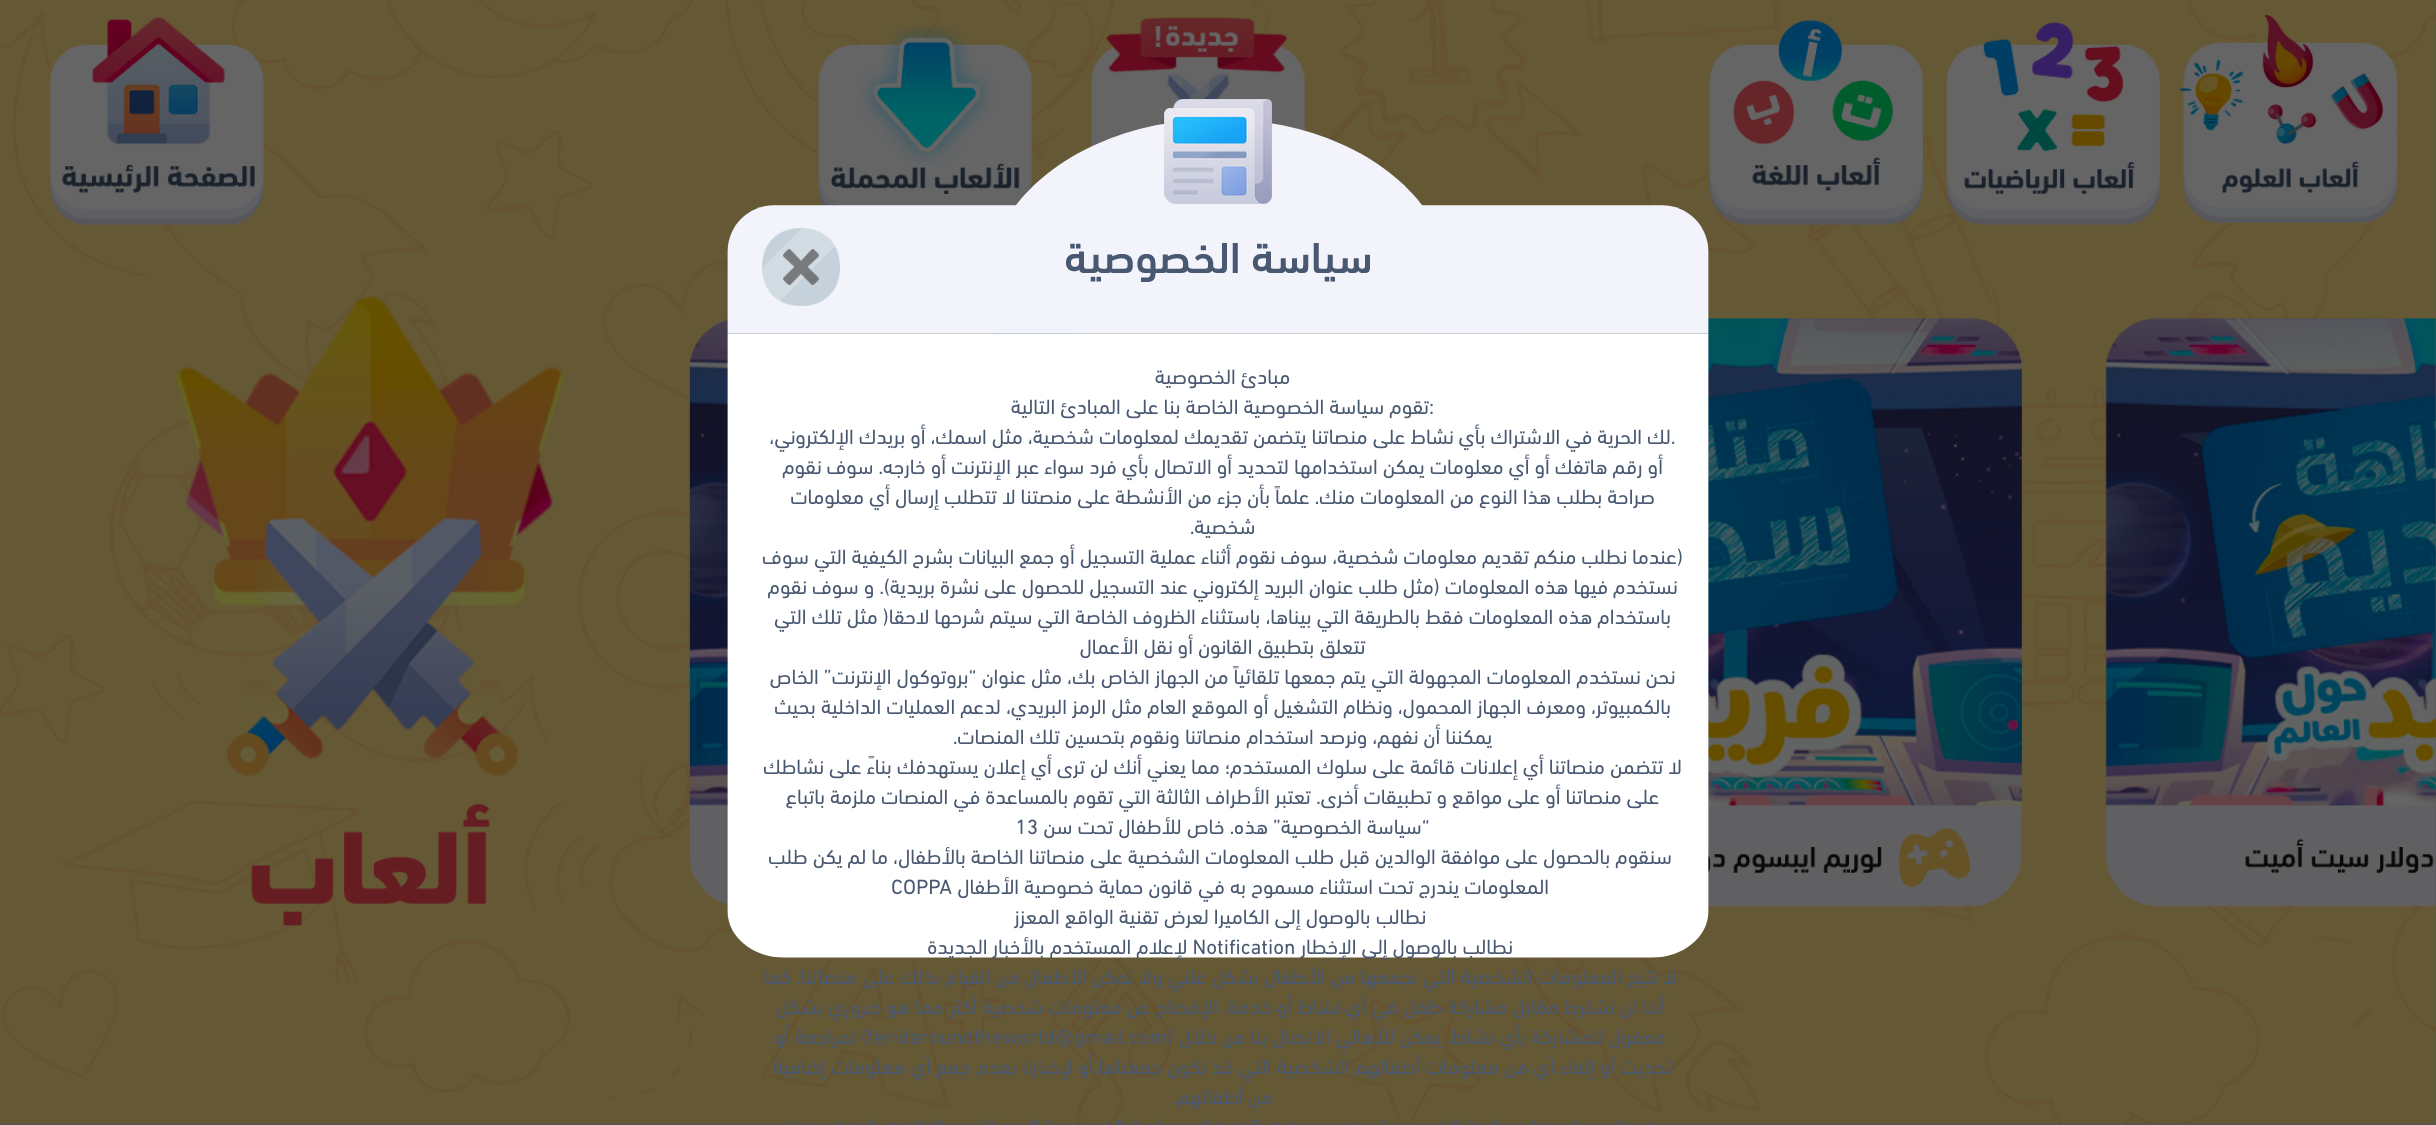 جديدة!
ألعاب العلوم
ألعاب الرياضيات
ألعاب اللغة
أ
ب
ت
1 2 3
x =
الألعاب المحملة
الصفحة الرئيسية
سياسة الخصوصية
مبادئ الخصوصية
:تقوم سياسة الخصوصية الخاصة بنا على المبادئ التالية
.لك الحرية في الاشتراك بأي نشاط على منصاتنا يتضمن تقديمك لمعلومات شخصية، مثل اسمك، أو بريدك الإلكتروني،
أو رقم هاتفك أو أي معلومات يمكن استخدامها لتحديد أو الاتصال بأي فرد سواء عبر الإنترنت أو خارجه. سوف نقوم
صراحة بطلب هذا النوع من المعلومات منك. علماً بأن جزء من الأنشطة على منصتنا لا تتطلب إرسال أي معلومات
شخصية.
(عندما نطلب منكم تقديم معلومات شخصية، سوف نقوم أثناء عملية التسجيل أو جمع البيانات بشرح الكيفية التي سوف
نستخدم فيها هذه المعلومات (مثل طلب عنوان البريد إلكتروني عند التسجيل للحصول على نشرة بريدية). و سوف نقوم
باستخدام هذه المعلومات فقط بالطريقة التي بيناها، باستثناء الظروف الخاصة التي سيتم شرحها لاحقا( مثل تلك التي
تتعلق بتطبيق القانون أو نقل الأعمال
نحن نستخدم المعلومات المجهولة التي يتم جمعها تلقائياً من الجهاز الخاص بك، مثل عنوان “بروتوكول الإنترنت” الخاص
بالكمبيوتر، ومعرف الجهاز المحمول، ونظام التشغيل أو الموقع العام مثل الرمز البريدي، لدعم العمليات الداخلية بحيث
يمكننا أن نفهم، ونرصد استخدام منصاتنا ونقوم بتحسين تلك المنصات.
لا تتضمن منصاتنا أي إعلانات قائمة على سلوك المستخدم؛ مما يعني أنك لن ترى أي إعلان يستهدفك بناءً على نشاطك
على منصاتنا أو على مواقع و تطبيقات أخرى. تعتبر الأطراف الثالثة التي تقوم بالمساعدة في المنصات ملزمة باتباع
“سياسة الخصوصية” هذه. خاص للأطفال تحت سن 13
سنقوم بالحصول على موافقة الوالدين قبل طلب المعلومات الشخصية على منصاتنا الخاصة بالأطفال، ما لم يكن طلب
المعلومات يندرج تحت استثناء مسموح به في قانون حماية خصوصية الأطفال COPPA
نطالب بالوصول إلى الكاميرا لعرض تقنية الواقع المعزز
نطالب بالوصول إلى الإخطار Notification لإعلام المستخدم بالأخبار الجديدة
ألعاب
حول
العالم
لوريم ايبسوم
دولار سيت أميت